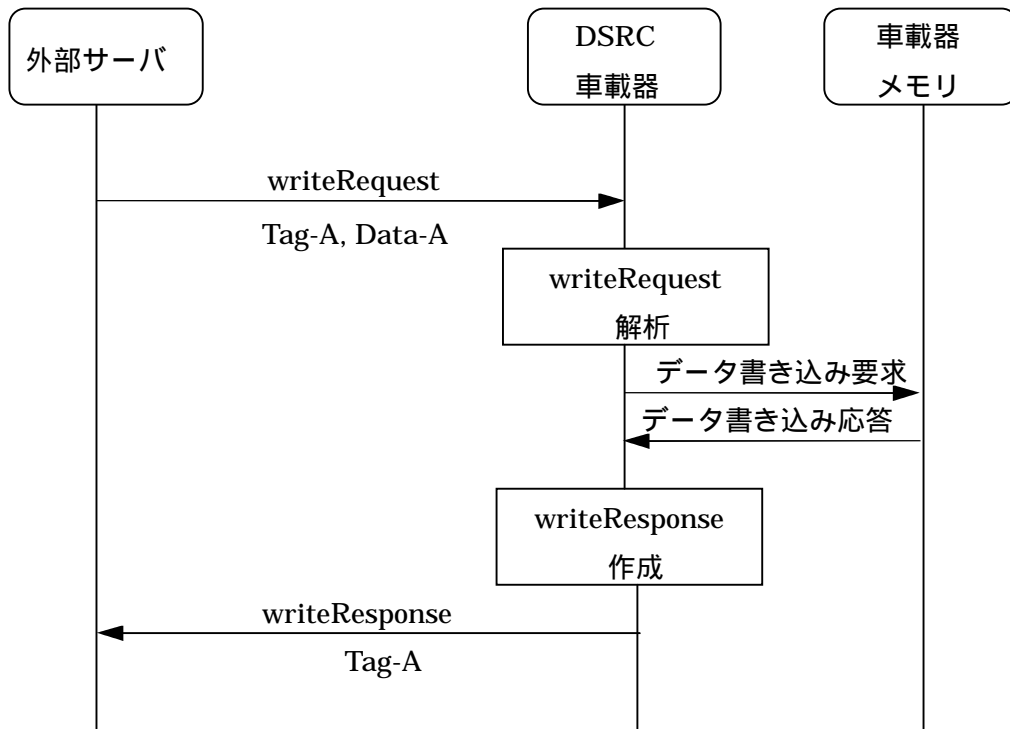 外部サーバ
DSRC
車載器
車載器
メモリ
writeRequest
Tag-A, Data-A
writeRequest
解析
データ書き込み要求
データ書き込み応答
writeResponse
作成
writeResponse
Tag-A